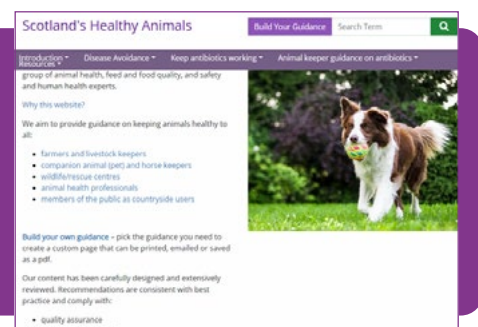 Scotland's Healthy Animals
Build Your Guidance
Search Term
Introduction
Disease Avoidance
Keep antibiotics working
Animal keeper guidance on antibiotics
Resources
group of animal health, feed and food quality, and safety
and human health experts.
Why this website?
We aim to provide guidance on keeping animals healthy to
all:
• farmers and livestock keepers
• companion animal (pet) and horse keepers
• wildlife/rescue centres
• animal health professionals
• members of the public as countryside users
Build your own guidance – pick the guidance you need to
create a custom page that can be printed, emailed or saved
as a pdf.
Our content has been carefully designed and extensively
reviewed. Recommendations are consistent with best
practice and comply with:
• quality assurance